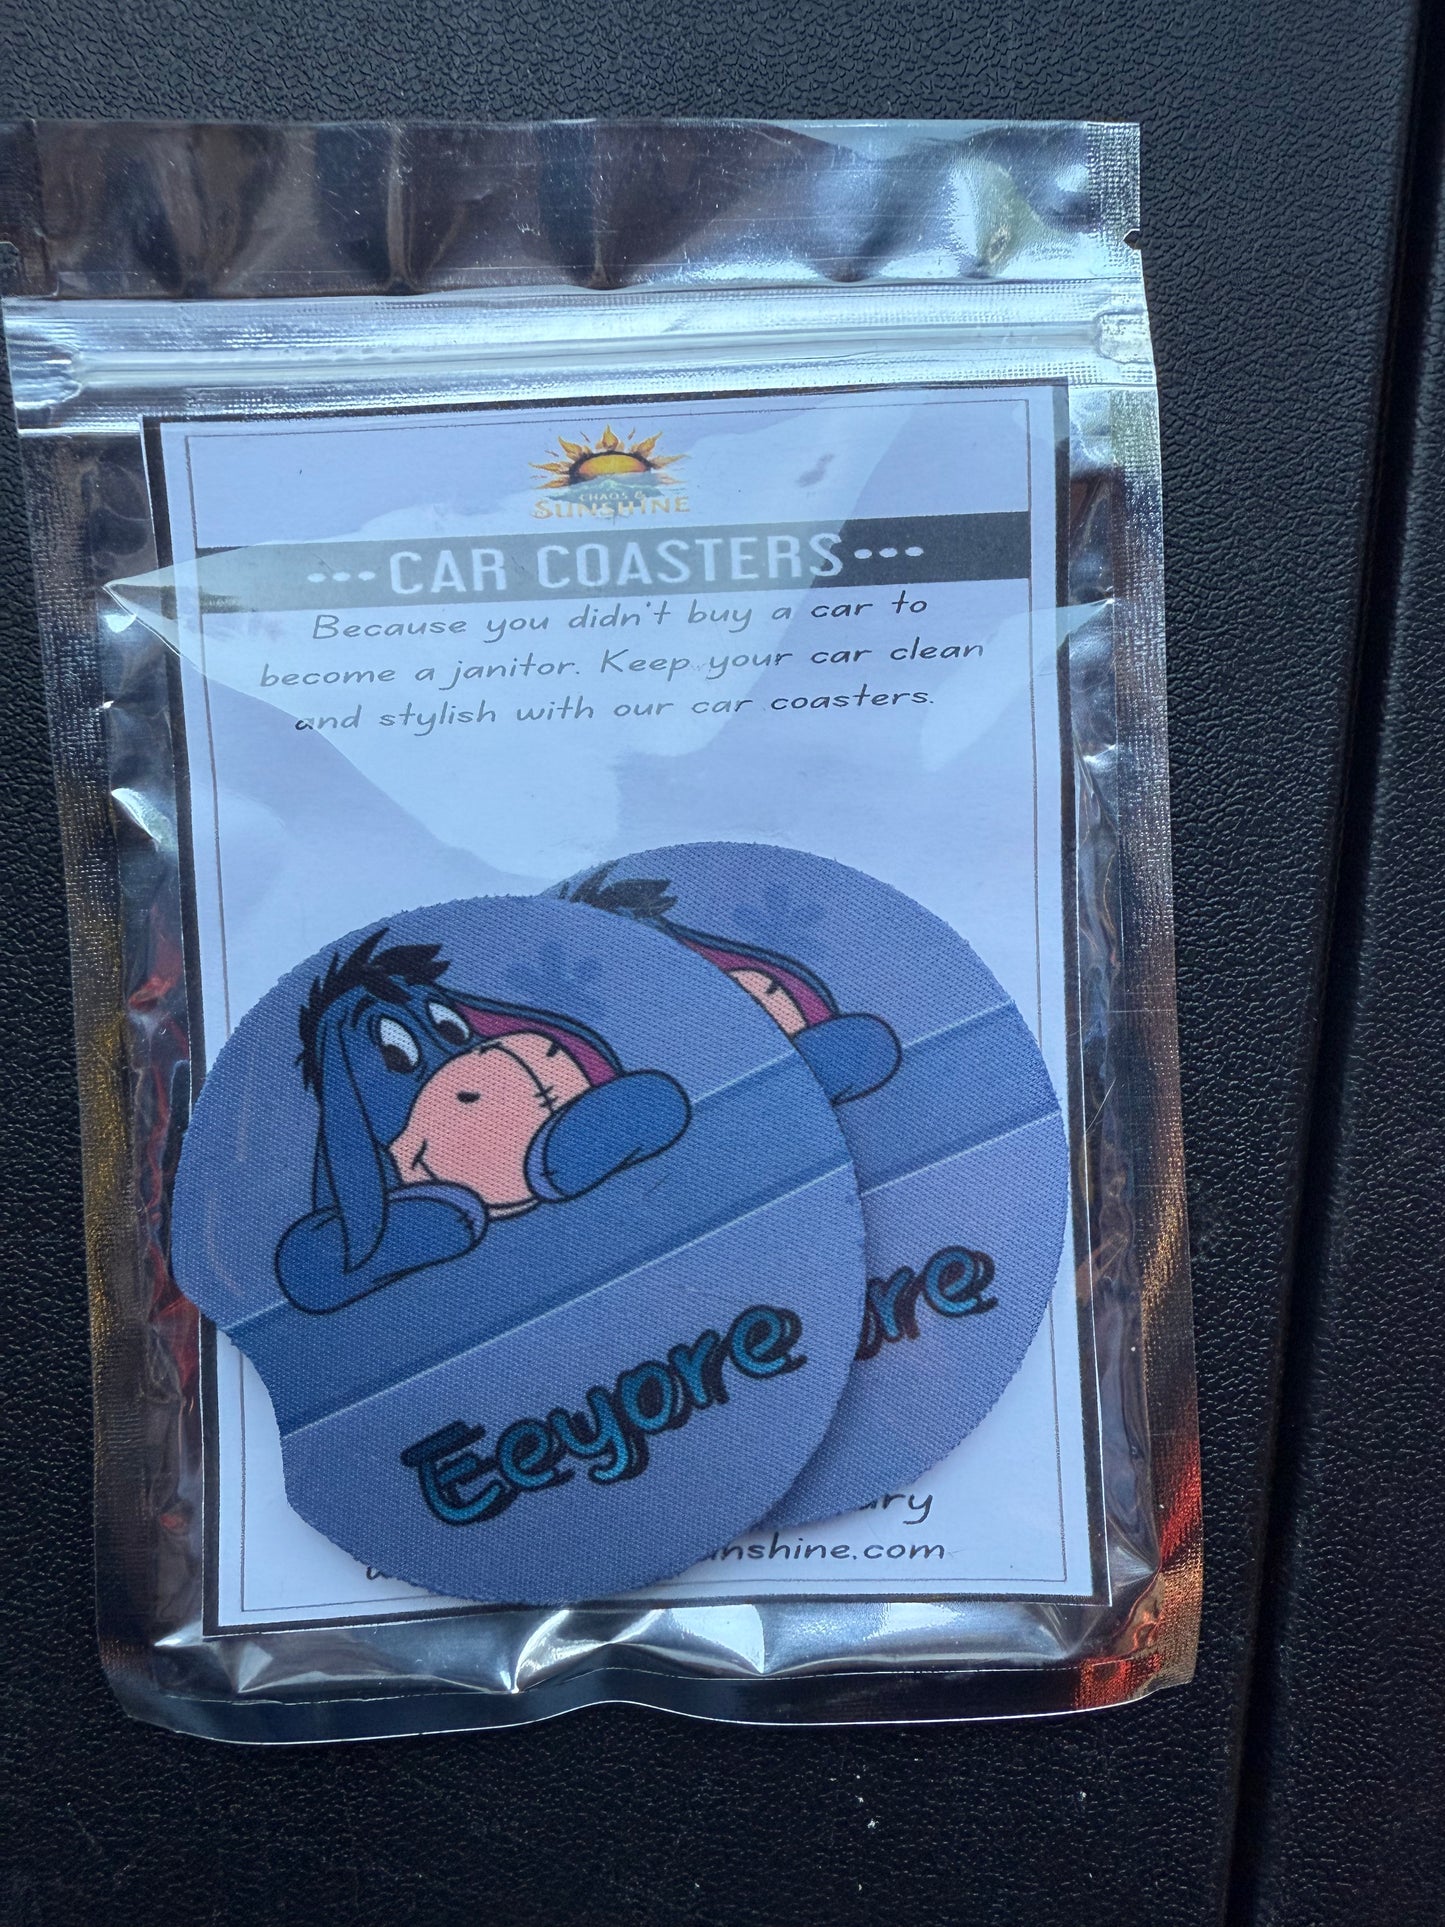 CHAOS &
SUNSHINE
···CAR COASTERS···
Because you didn't buy a car to
become a janitor. Keep your car clean
and stylish with our car coasters.
Eeyore